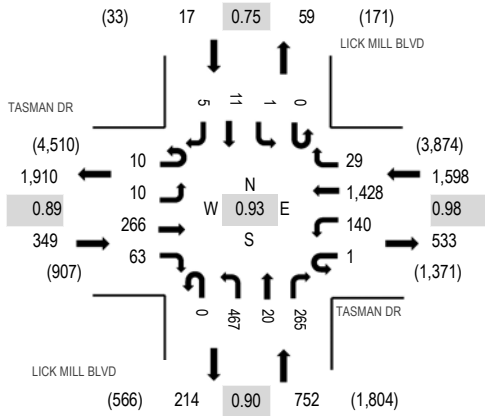 (33) 17 0.75 59 (171)
LICK MILL BLVD
TASMAN DR
5 11 1 0
(4,510) (3,874)
1,910 10 29 1,598
10 N 1,428
0.89 W 0.93 E 0.98
266 140
349 S 533
63 1
(907) (1,371)
0 467 20 265
TASMAN DR
LICK MILL BLVD
(566) 214 0.90 752 (1,804)